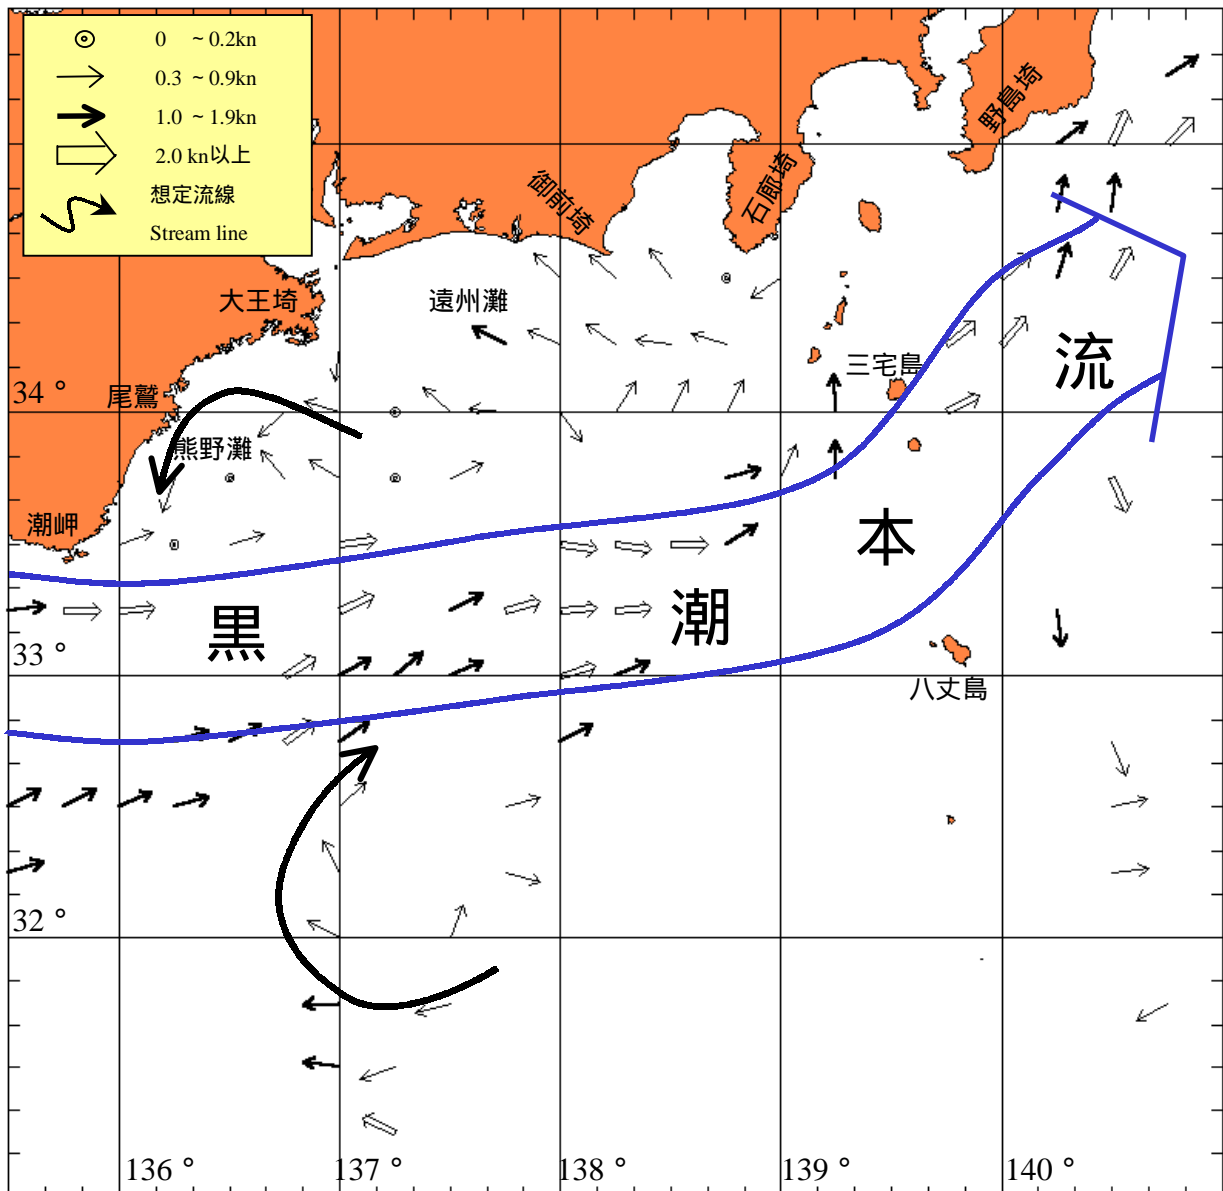 0 ~ 0.2kn
0.3 ~ 0.9kn
1.0 ~ 1.9kn
2.0 kn以上
想定流線
Stream line
野島埼
石廊埼
御前埼
大王埼
遠州灘
三宅島
流
34°
尾鷲
熊野灘
潮岬
本
黒
潮
33°
八丈島
32°
136°
137°
138°
139°
140°